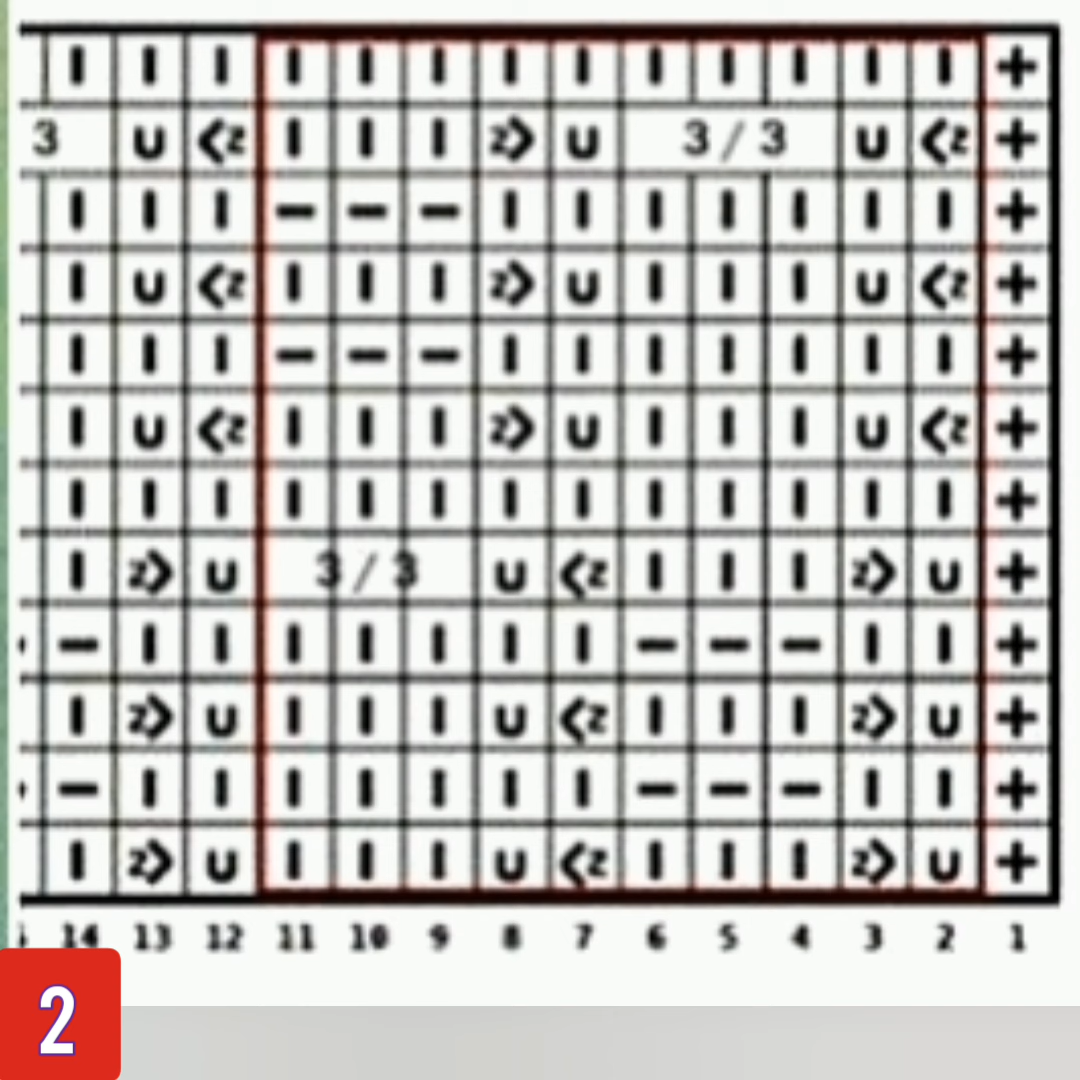 I I I I I I I I I I I I I +
3 U <z I I I z> U 3 / 3 U <z +
I I I - - - I I I I I I I +
I U <z I I I z> U I I I U <z +
I I I - - - I I I I I I I +
I U <z I I I z> U I I I U <z +
I I I I I I I I I I I I I +
I z> U 3 / 3 U <z I I I z> U +
- I I I I I I I - - - I I +
I z> U I I I U <z I I I z> U +
- I I I I I I I - - - I I +
I z> U I I I U <z I I I z> U +
14 13 12 11 10 9 8 7 6 5 4 3 2 1
2